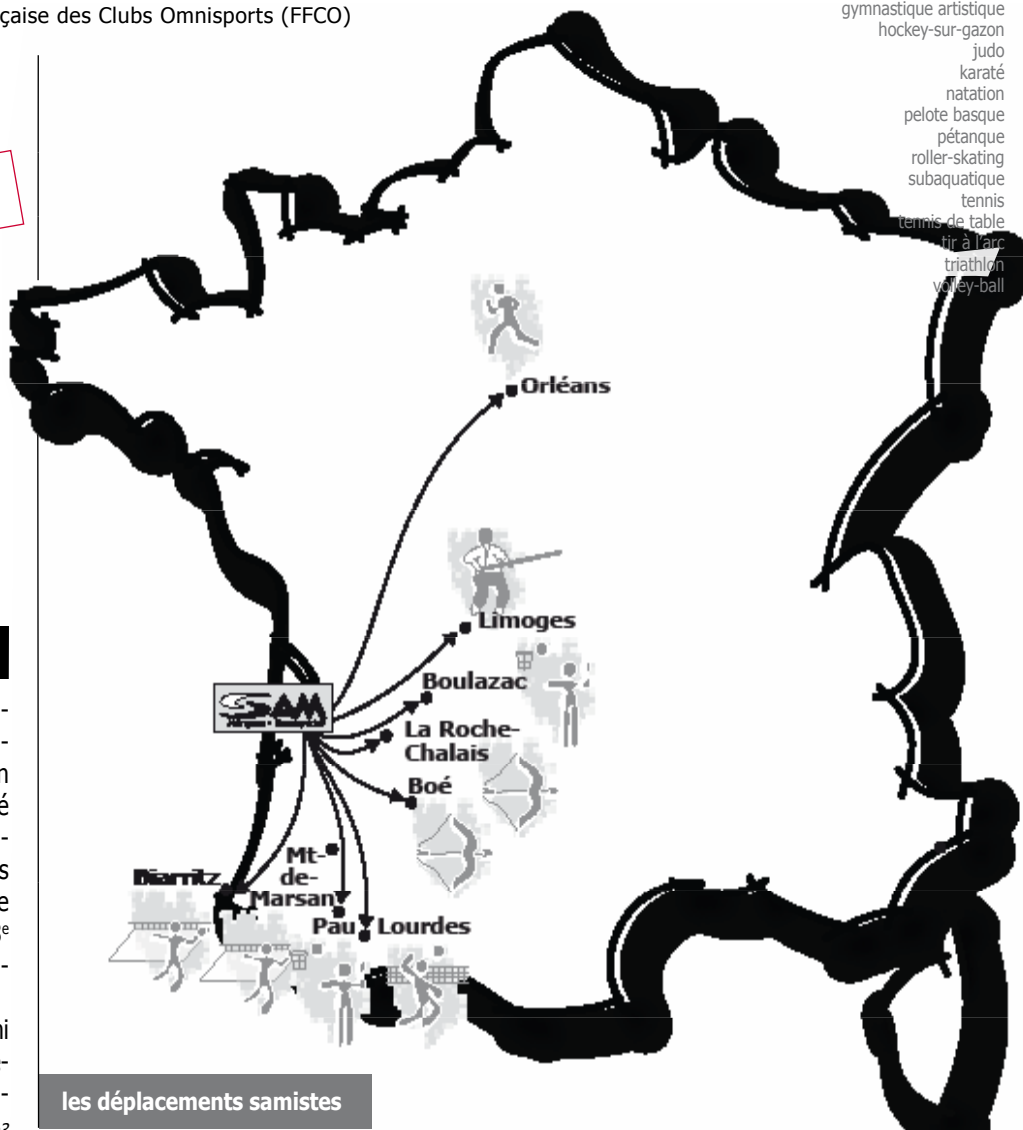 çaise des Clubs Omnisports (FFCO)
gymnastique artistique
hockey-sur-gazon
judo
karaté
natation
pelote basque
pétanque
roller-skating
subaquatique
tennis
tennis de table
tir à l'arc
triathlon
volley-ball
Orléans
Limoges
Boulazac
SAM
La Roche-
Chalais
Boé
Mt-
de-
Marsan
Biarritz
Pau
Lourdes
n
é
s
e
e
ni
les déplacements samistes